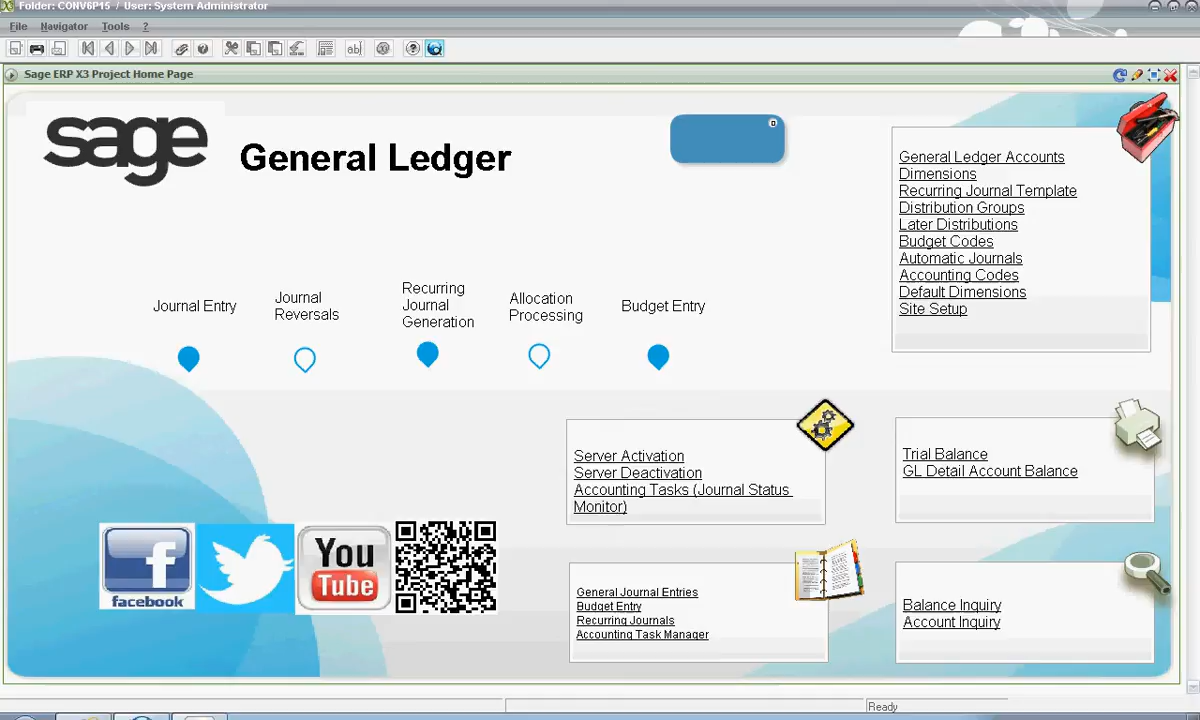 Folder: CONV6P15 / User: System Administrator
File Navigator Tools ?
Sage ERP X3 Project Home Page
sage
General Ledger
General Ledger Accounts
Dimensions
Recurring Journal Template
Distribution Groups
Later Distributions
Budget Codes
Automatic Journals
Accounting Codes
Default Dimensions
Site Setup
Journal Entry
Journal
Reversals
Recurring
Journal
Generation
Allocation
Processing
Budget Entry
Server Activation
Server Deactivation
Accounting Tasks (Journal Status
Monitor)
Trial Balance
GL Detail Account Balance
f
facebook
You
Tube
General Journal Entries
Budget Entry
Recurring Journals
Accounting Task Manager
Balance Inquiry
Account Inquiry
Ready